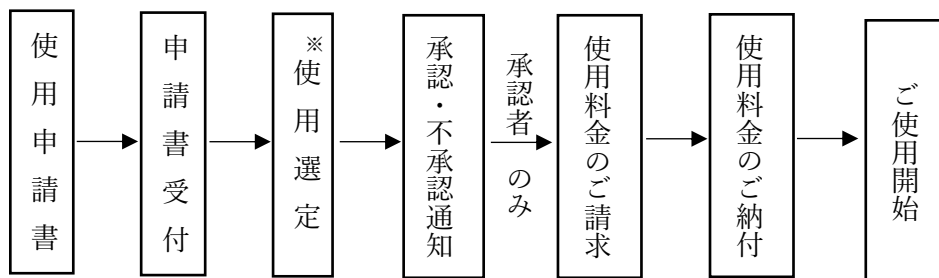 使用申請書
申請書受付
※使用選定
承認・不承認通知
承認者のみ
使用料金のご請求
使用料金のご納付
ご使用開始